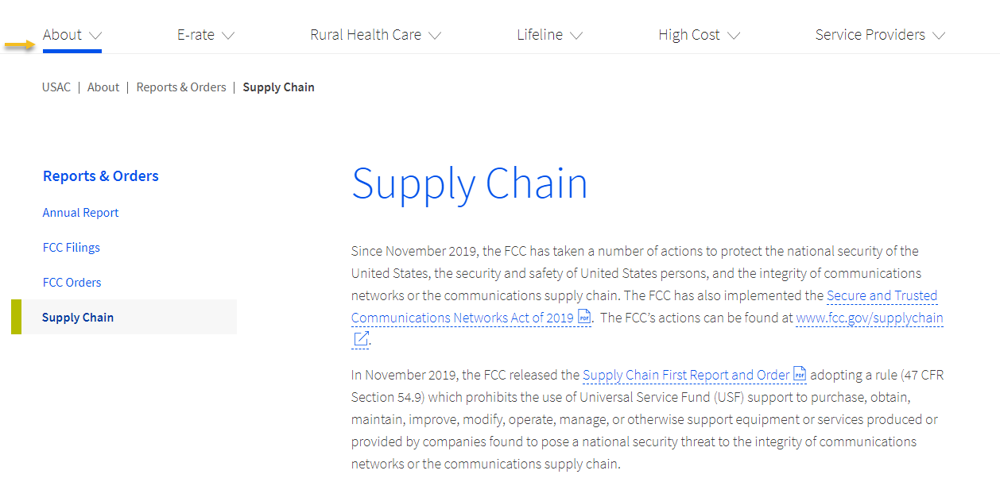 About
E-rate
Rural Health Care
Lifeline
High Cost
Service Providers
USAC | About | Reports & Orders | Supply Chain
Reports & Orders
Annual Report
FCC Filings
FCC Orders
Supply Chain
Supply Chain
Since November 2019, the FCC has taken a number of actions to protect the national security of the
United States, the security and safety of United States persons, and the integrity of communications
networks or the communications supply chain. The FCC has also implemented the Secure and Trusted
Communications Networks Act of 2019 PDF. The FCC’s actions can be found at www.fcc.gov/supplychain
.
In November 2019, the FCC released the Supply Chain First Report and Order PDF adopting a rule (47 CFR
Section 54.9) which prohibits the use of Universal Service Fund (USF) support to purchase, obtain,
maintain, improve, modify, operate, manage, or otherwise support equipment or services produced or
provided by companies found to pose a national security threat to the integrity of communications
networks or the communications supply chain.